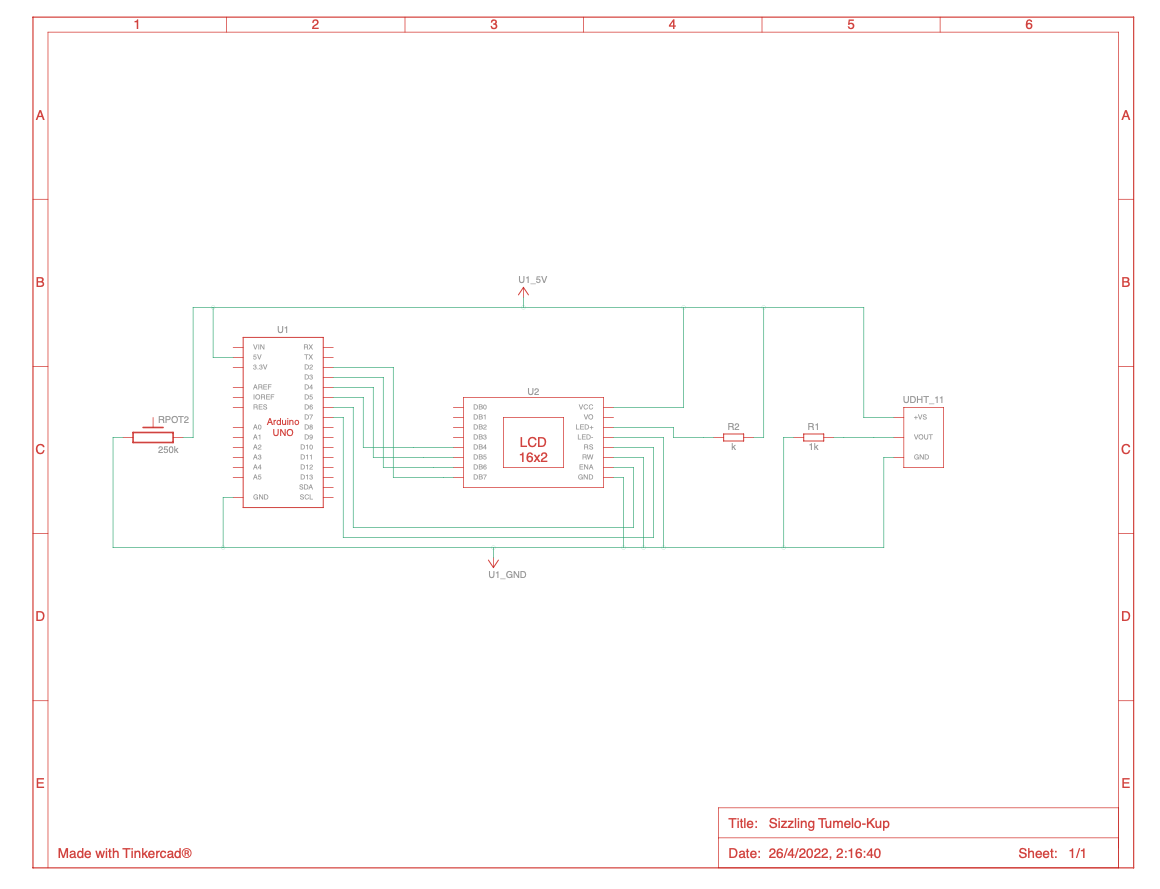 1 2 3 4 5 6
A A
U1_5V
B B
U1
VIN RX
5V TX
3.3V D2
D3
AREF D4
IOREF D5
RES D6
D7
A0 D8
A1 D9
A2 D10
A3 D11
A4 D12
A5 D13
SDA
GND SCL
Arduino
UNO
RPOT2
250k
U2
DB0 VCC
DB1 VO
DB2 LED+
DB3 LED-
DB4 RS
DB5 RW
DB6 ENA
DB7 GND
LCD
16x2
R2
k
R1
1k
UDHT_11
+VS
VOUT
GND
C C
U1_GND
D D
E E
Title: Sizzling Tumelo-Kup
Made with Tinkercad®
Date: 26/4/2022, 2:16:40 Sheet: 1/1